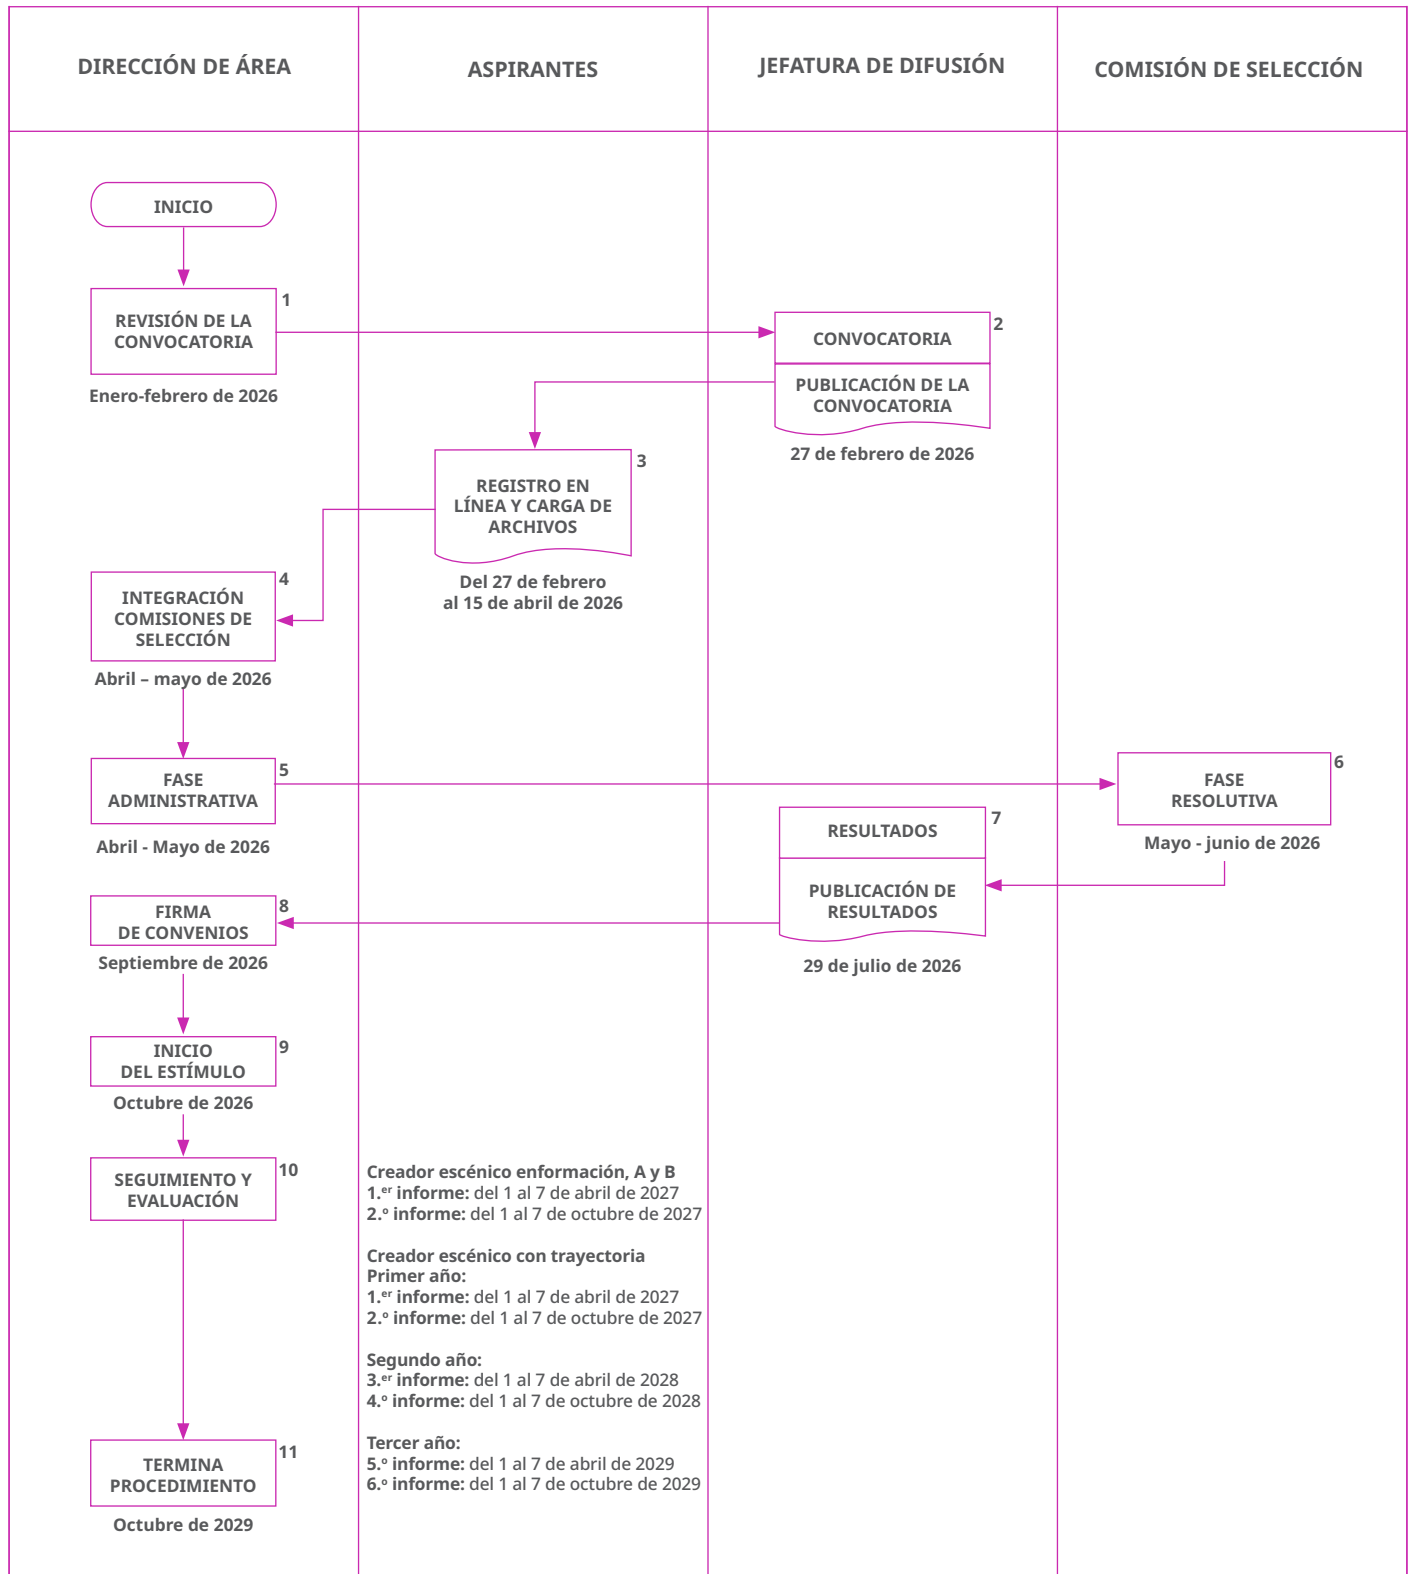 DIRECCIÓN DE ÁREA
ASPIRANTES
JEFATURA DE DIFUSIÓN
COMISIÓN DE SELECCIÓN
INICIO
1
REVISIÓN DE LA
CONVOCATORIA
Enero-febrero de 2026
2
CONVOCATORIA
PUBLICACIÓN DE LA
CONVOCATORIA
27 de febrero de 2026
3
REGISTRO EN
LÍNEA Y CARGA DE
ARCHIVOS
Del 27 de febrero
al 15 de abril de 2026
4
INTEGRACIÓN
COMISIONES DE
SELECCIÓN
Abril – mayo de 2026
5
FASE
ADMINISTRATIVA
Abril - Mayo de 2026
6
FASE
RESOLUTIVA
Mayo - junio de 2026
7
RESULTADOS
PUBLICACIÓN DE
RESULTADOS
29 de julio de 2026
8
FIRMA
DE CONVENIOS
Septiembre de 2026
9
INICIO
DEL ESTÍMULO
Octubre de 2026
10
SEGUIMIENTO Y
EVALUACIÓN
Creador escénico enformación, A y B
1.er informe: del 1 al 7 de abril de 2027
2.º informe: del 1 al 7 de octubre de 2027
Creador escénico con trayectoria
Primer año:
1.er informe: del 1 al 7 de abril de 2027
2.º informe: del 1 al 7 de octubre de 2027
Segundo año:
3.er informe: del 1 al 7 de abril de 2028
4.º informe: del 1 al 7 de octubre de 2028
Tercer año:
5.º informe: del 1 al 7 de abril de 2029
6.º informe: del 1 al 7 de octubre de 2029
11
TERMINA
PROCEDIMIENTO
Octubre de 2029